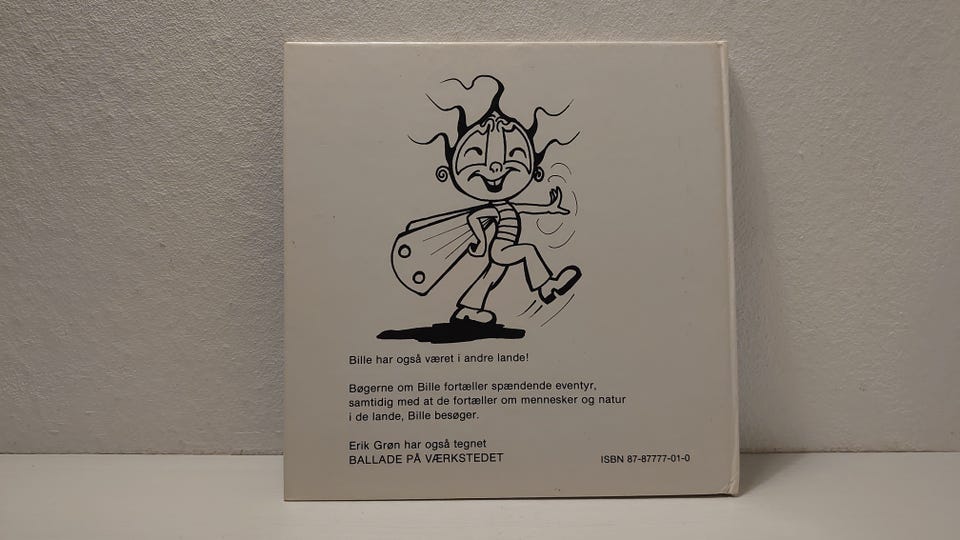 Bille har også været i andre lande!
Bøgerne om Bille fortæller spændende eventyr,
samtidig med at de fortæller om mennesker og natur
i de lande, Bille besøger.
Erik Grøn har også tegnet
BALLADE PÅ VÆRKSTEDET
ISBN 87-87777-01-0